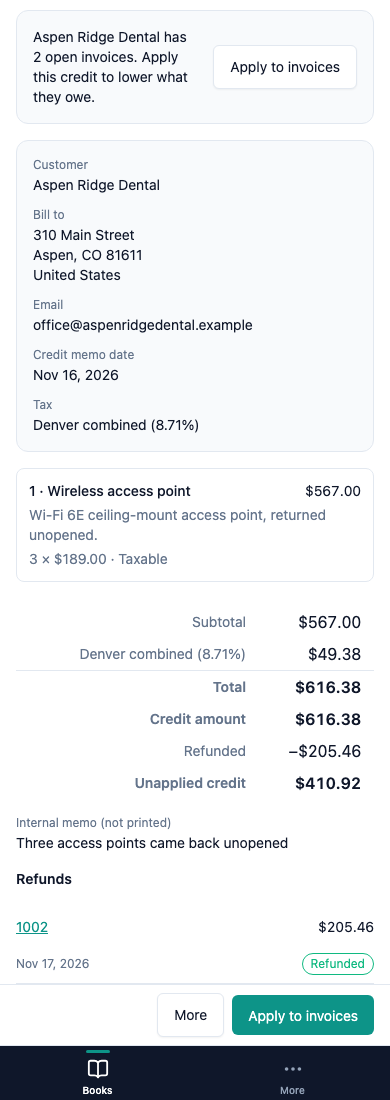 Aspen Ridge Dental has
2 open invoices. Apply
this credit to lower what
they owe.
Apply to invoices
Customer
Aspen Ridge Dental
Bill to
310 Main Street
Aspen, CO 81611
United States
Email
office@aspenridgedental.example
Credit memo date
Nov 16, 2026
Tax
Denver combined (8.71%)
1 · Wireless access point $567.00
Wi-Fi 6E ceiling-mount access point, returned
unopened.
3 × $189.00 · Taxable
Subtotal $567.00
Denver combined (8.71%) $49.38
Total $616.38
Credit amount $616.38
Refunded –$205.46
Unapplied credit $410.92
Internal memo (not printed)
Three access points came back unopened
Refunds
1002 $205.46
Nov 17, 2026 Refunded
More Apply to invoices
Books More